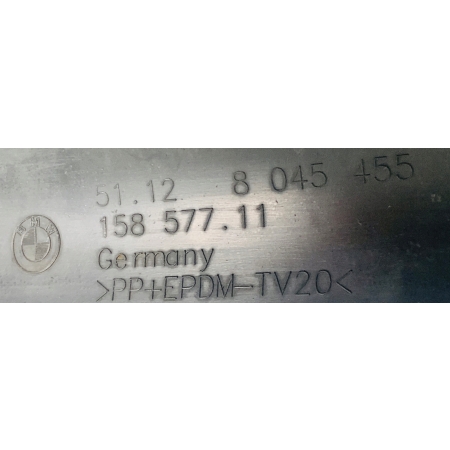 51.12 8 045 455
158 577.11
Germany
>PP+EPDM-TV20<